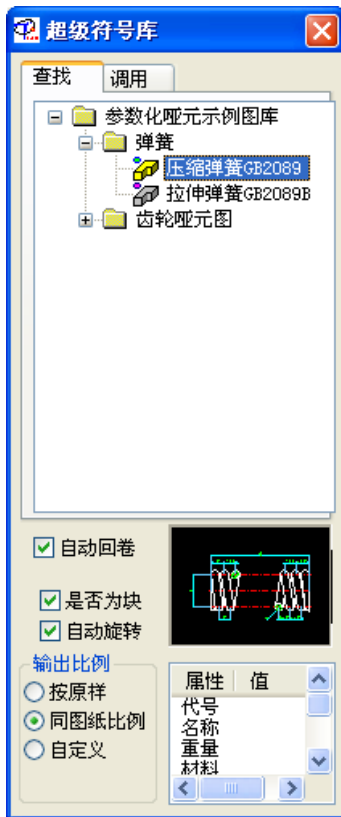 超级符号库
查找 调用
参数化哑元示例图库
弹簧
压缩弹簧GB2089
拉伸弹簧GB2089B
齿轮哑元图
自动回卷
是否为块
自动旋转
输出比例
按原样
同图纸比例
自定义
属性 值
代号
名称
重量
材料